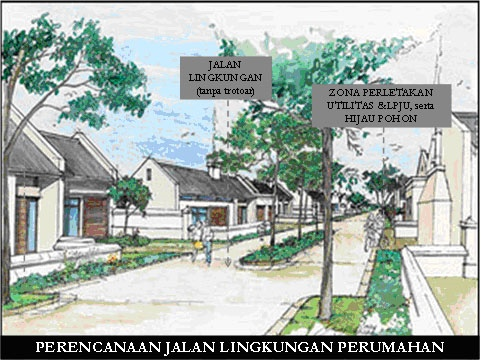 JALAN
LINGKUNGAN
(tanpa trotoar)
ZONA PERLETAKAN
UTILITAS &LPJU, serta
HIJAU POHON
PERENCANAAN JALAN LINGKUNGAN PERUMAHAN